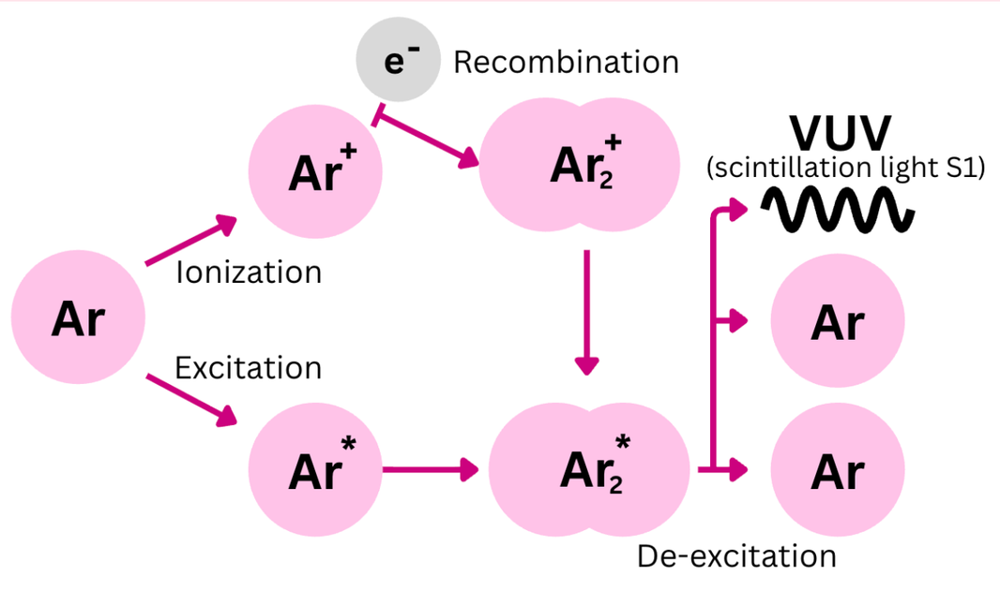 e⁻
Recombination
VUV
(scintillation light S1)
Ar⁺
Ar₂⁺
Ionization
Ar
Ar
Excitation
Ar*
Ar₂*
Ar
De-excitation